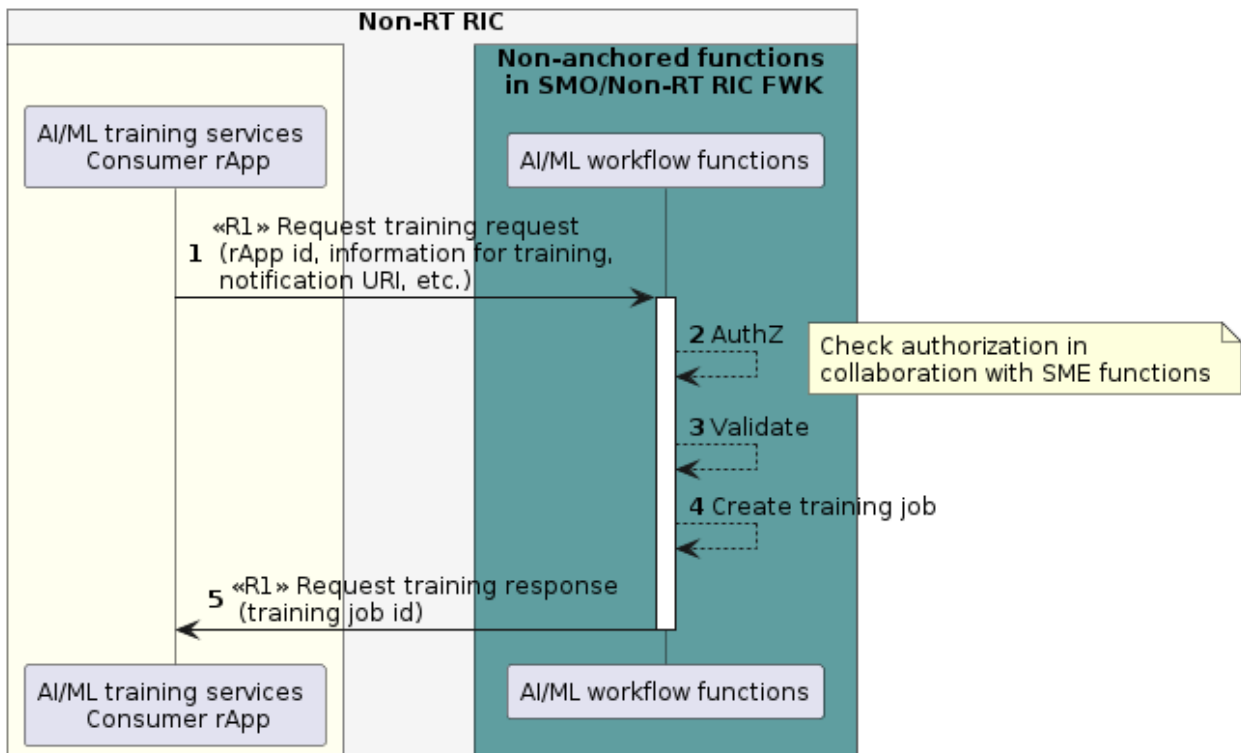 Non-RT RIC
Non-anchored functions
in SMO/Non-RT RIC FWK
AI/ML training services
Consumer rApp
AI/ML workflow functions
«R1» Request training request
1 (rApp id, information for training,
notification URI, etc.)
2 AuthZ
Check authorization in
collaboration with SME functions
3 Validate
4 Create training job
5 «R1» Request training response
(training job id)
AI/ML training services
Consumer rApp
AI/ML workflow functions